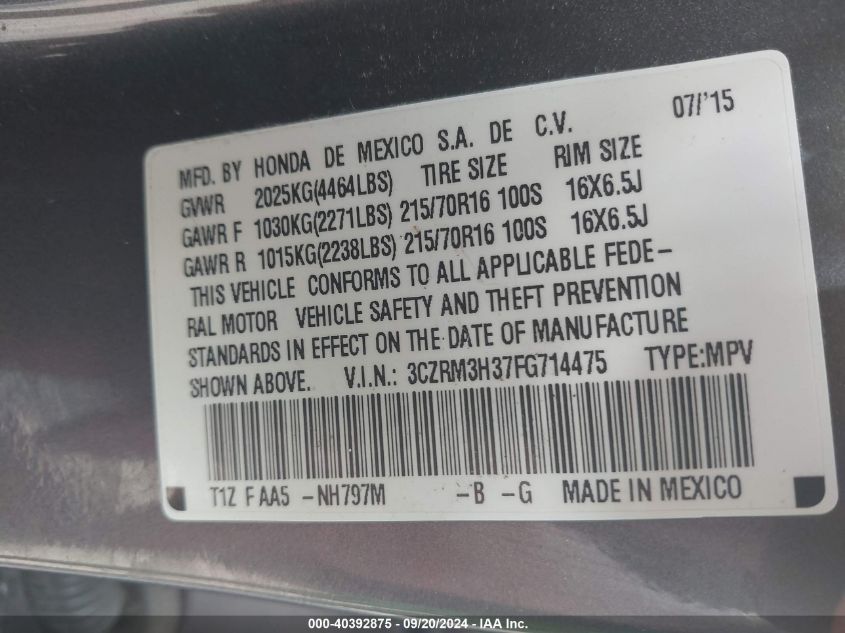 07/'15
MFD. BY HONDA DE MEXICO S.A. DE C.V.
GVWR 2025KG(4464LBS) TIRE SIZE RIM SIZE
GAWR F 1030KG(2271LBS) 215/70R16 100S 16X6.5J
GAWR R 1015KG(2238LBS) 215/70R16 100S 16X6.5J
THIS VEHICLE CONFORMS TO ALL APPLICABLE FEDE-
RAL MOTOR VEHICLE SAFETY AND THEFT PREVENTION
STANDARDS IN EFFECT ON THE DATE OF MANUFACTURE
SHOWN ABOVE. V.I.N.: 3CZRM3H37FG714475 TYPE:MPV
T1Z F AA5 -NH797M -B -G MADE IN MEXICO
000-40392875 - 09/20/2024 - IAA Inc.